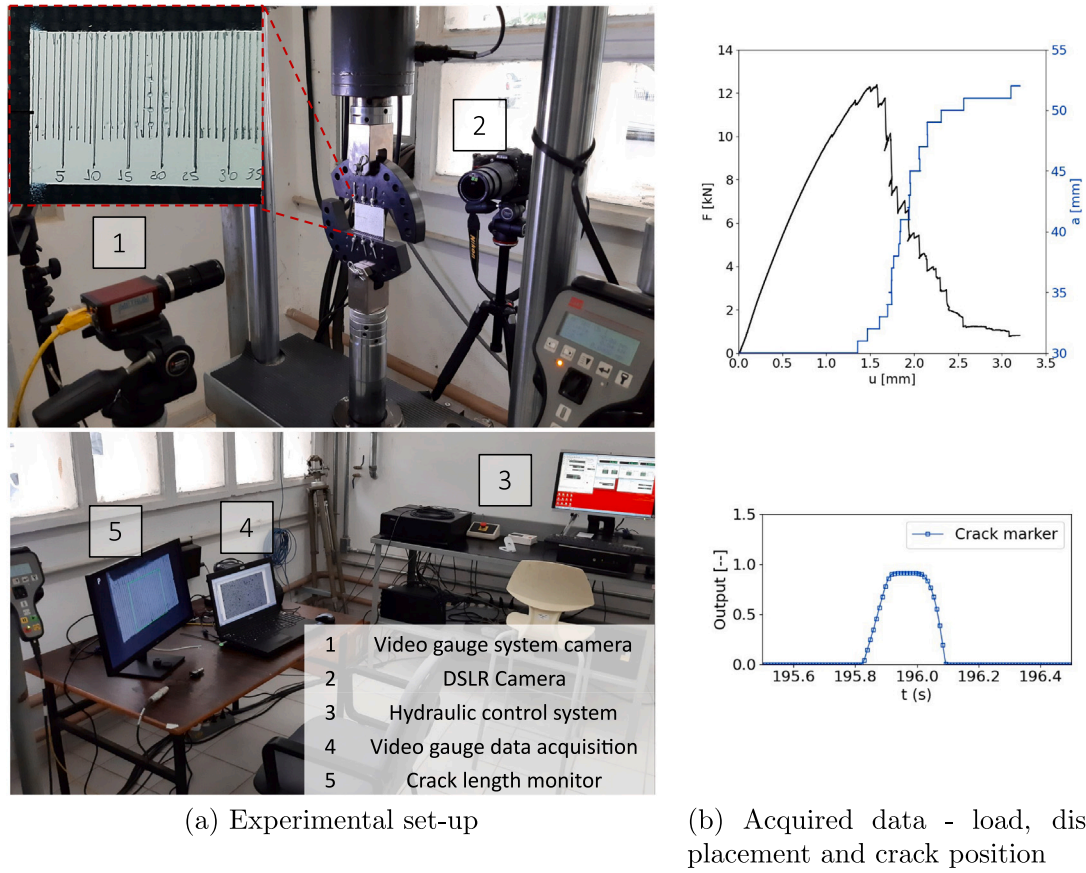 5 10 15 20 25 30 35
1
2
Nikon
3
4
5
1 Video gauge system camera
2 DSLR Camera
3 Hydraulic control system
4 Video gauge data acquisition
5 Crack length monitor
(a) Experimental set-up
14
12
10
8
6
4
2
0
F [kN]
55
50
45
40
35
30
a [mm]
0.0 0.5 1.0 1.5 2.0 2.5 3.0 3.5
u [mm]
1.5
1.0
0.5
0.0
Output [--]
Crack marker
195.6 195.8 196.0 196.2 196.4
t (s)
(b) Acquired data - load, dis
placement and crack position